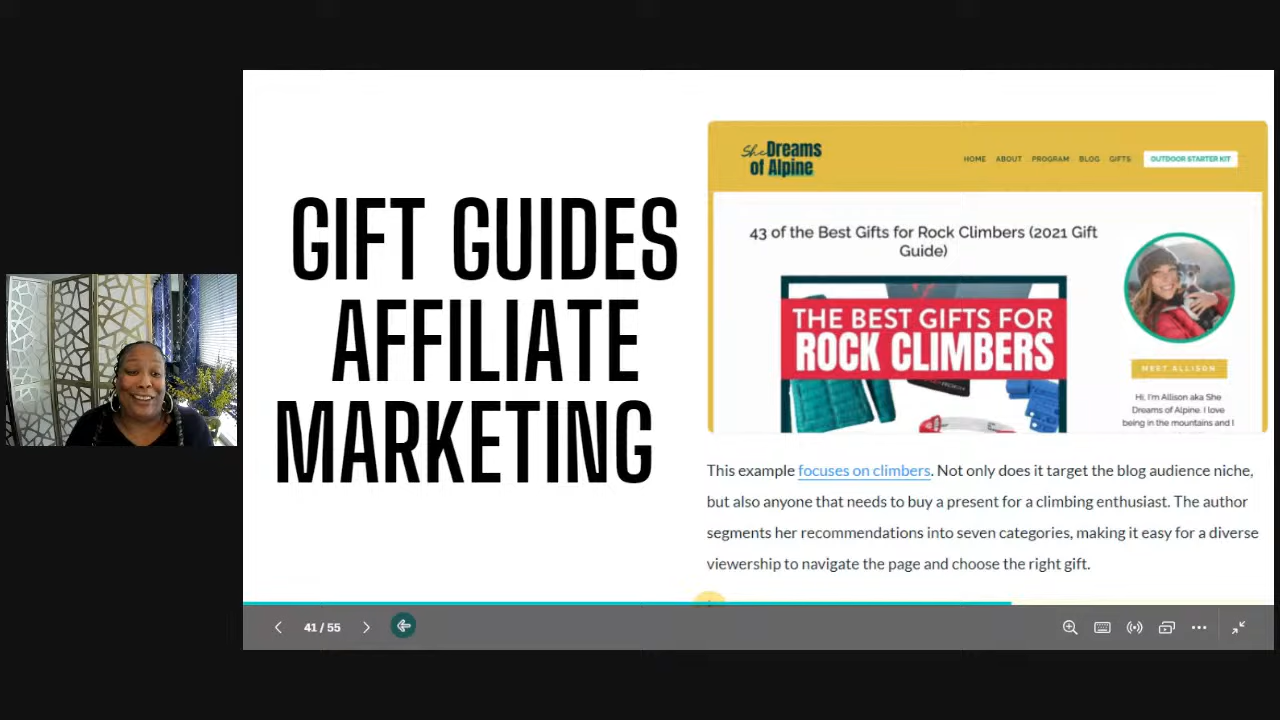 GIFT GUIDES
AFFILIATE
MARKETING
She Dreams
of Alpine
HOME ABOUT PROGRAM BLOG GIFTS OUTDOOR STARTER KIT
43 of the Best Gifts for Rock Climbers (2021 Gift
Guide)
THE BEST GIFTS FOR
ROCK CLIMBERS
MEET ALLISON
Hi, I'm Allison aka She
Dreams of Alpine. I love
being in the mountains and I
This example focuses on climbers. Not only does it target the blog audience niche,
but also anyone that needs to buy a present for a climbing enthusiast. The author
segments her recommendations into seven categories, making it easy for a diverse
viewership to navigate the page and choose the right gift.
41 / 55